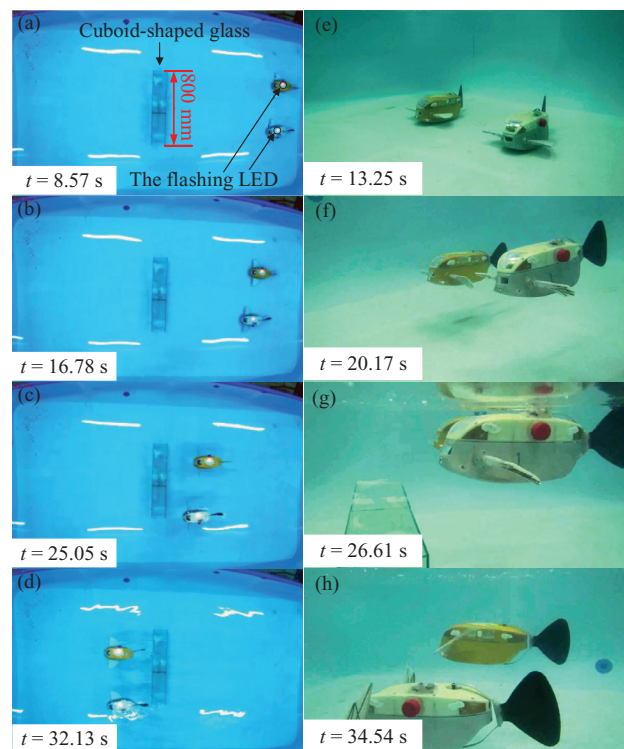 (a)
Cuboid-shaped glass
800 mm
The flashing LED
t = 8.57 s
(e)
t = 13.25 s
(b)
t = 16.78 s
(f)
t = 20.17 s
(c)
t = 25.05 s
(g)
1
t = 26.61 s
(d)
t = 32.13 s
(h)
t = 34.54 s